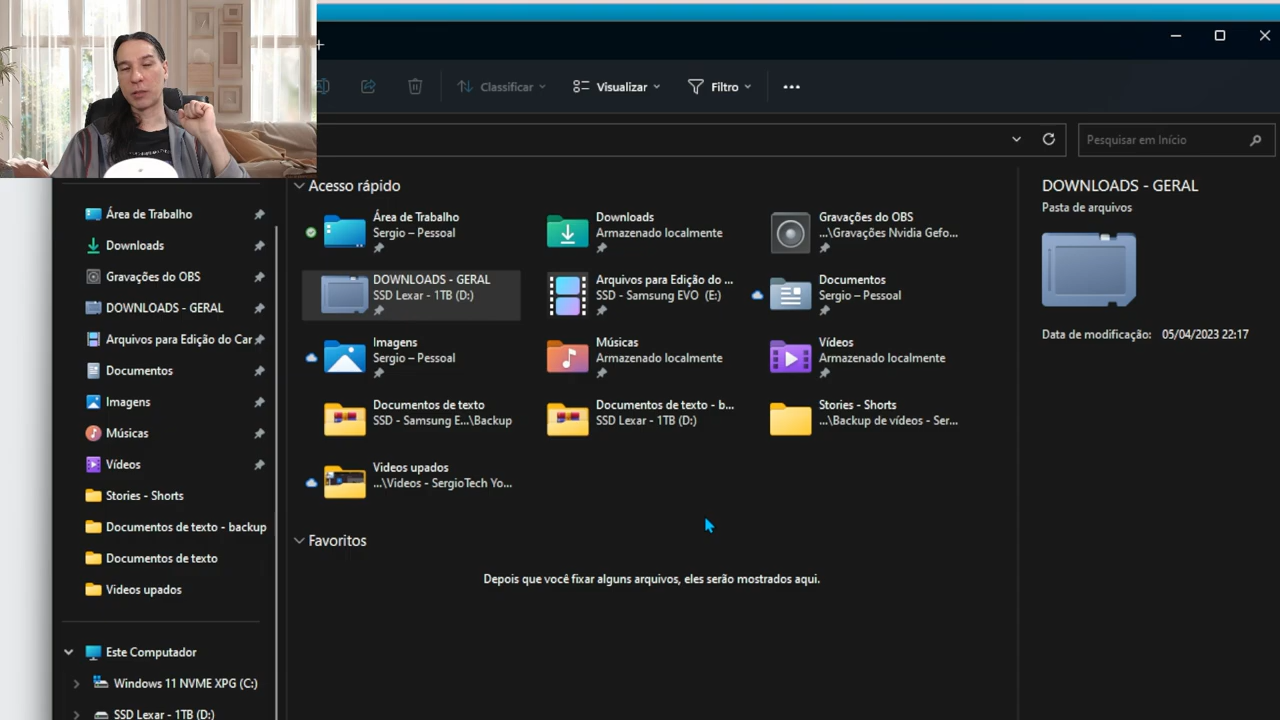 Classificar
Visualizar
Filtro
Pesquisar em Início
Área de Trabalho
Downloads
Gravações do OBS
DOWNLOADS - GERAL
Arquivos para Edição do Car
Documentos
Imagens
Músicas
Vídeos
Stories - Shorts
Documentos de texto - backup
Documentos de texto
Videos upados
Este Computador
Windows 11 NVME XPG (C:)
SSD Lexar - 1TB (D:)
Acesso rápido
Área de Trabalho
Sergio – Pessoal
Downloads
Armazenado localmente
Gravações do OBS
...\Gravações Nvidia Gefo...
DOWNLOADS - GERAL
SSD Lexar - 1TB (D:)
Arquivos para Edição do ...
SSD - Samsung EVO (E:)
Documentos
Sergio – Pessoal
Imagens
Sergio – Pessoal
Músicas
Armazenado localmente
Vídeos
Armazenado localmente
Documentos de texto
SSD - Samsung E...\Backup
Documentos de texto - b...
SSD Lexar - 1TB (D:)
Stories - Shorts
...\Backup de vídeos - Ser...
Videos upados
...\Videos - SergioTech Yo...
Favoritos
Depois que você fixar alguns arquivos, eles serão mostrados aqui.
DOWNLOADS - GERAL
Pasta de arquivos
Data de modificação: 05/04/2023 22:17